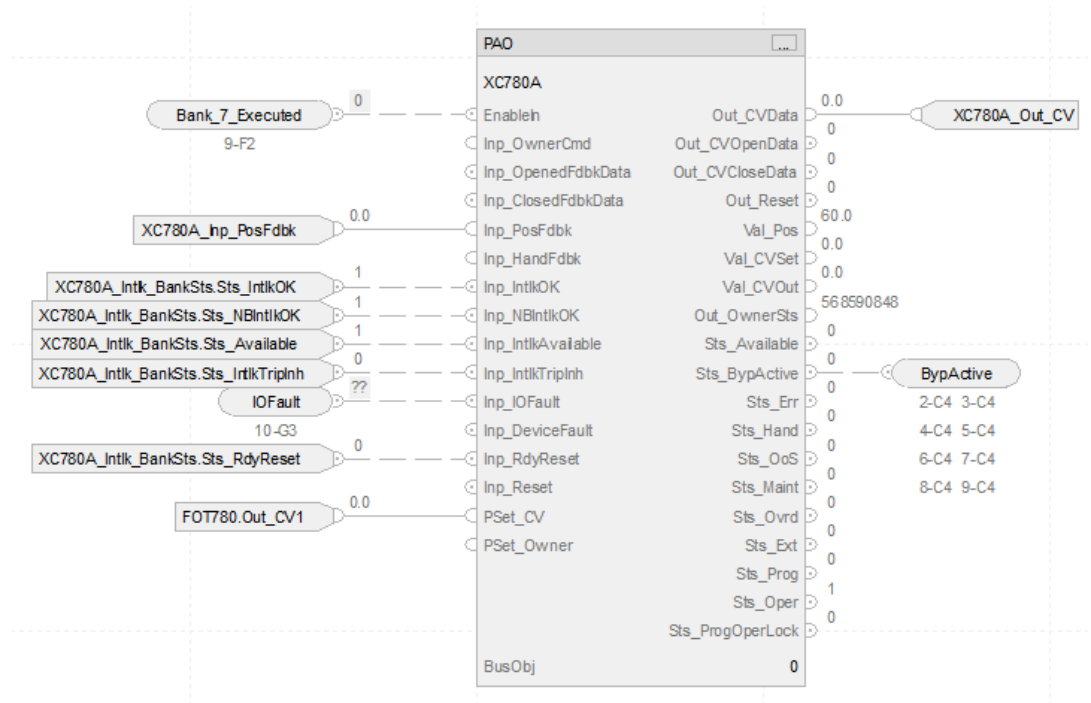 PAO ...
XC780A
Bank_7_Executed 0 EnableIn Out_CVData 0.0 XC780A_Out_CV
9-F2
Inp_OwnerCmd Out_CVOpenData 0
Inp_OpenedFdbkData Out_CVCloseData 0
Inp_ClosedFdbkData Out_Reset 0
XC780A_Inp_PosFdbk 0.0 Inp_PosFdbk Val_Pos 60.0
Inp_HandFdbk Val_CVSet 0.0
XC780A_Intlk_BankSts.Sts_IntlkOK 1 Inp_IntlkOK Val_CVOut 0.0
XC780A_Intlk_BankSts.Sts_NBIntlkOK 1 Inp_NBIntlkOK Out_OwnerSts 568590848
XC780A_Intlk_BankSts.Sts_Available 1 Inp_IntlkAvailable Sts_Available 0
XC780A_Intlk_BankSts.Sts_IntlkTripInh 0 Inp_IntlkTripInh Sts_BypActive 0 BypActive
IOFault ?? Inp_IOFault Sts_Err 0 2-C4 3-C4
10-G3 Inp_DeviceFault Sts_Hand 0 4-C4 5-C4
XC780A_Intlk_BankSts.Sts_RdyReset 0 Inp_RdyReset Sts_OoS 0 6-C4 7-C4
Inp_Reset Sts_Maint 0 8-C4 9-C4
FOT780.Out_CV1 0.0 PSet_CV Sts_Ovrd 0
PSet_Owner Sts_Ext 0
Sts_Prog 0
Sts_Oper 1
Sts_ProgOperLock 0
BusObj 0